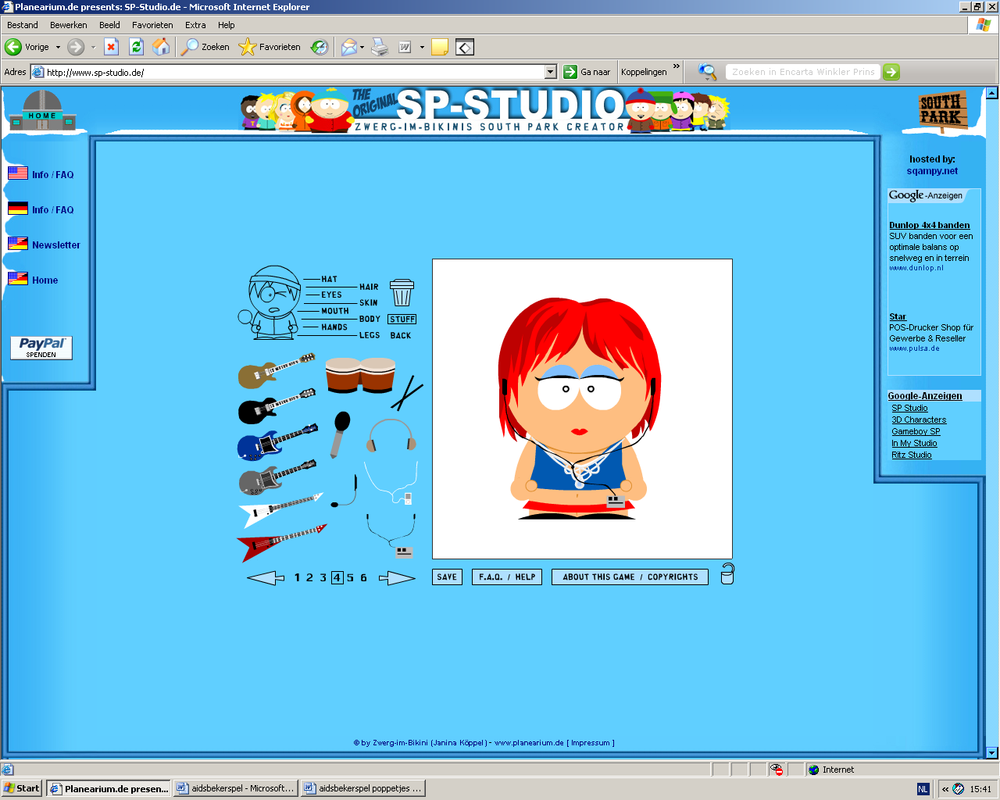 Planearium.de presents: SP-Studio.de - Microsoft Internet Explorer
Bestand Bewerken Beeld Favorieten Extra Help
Vorige Zoeken Favorieten
Adres http://www.sp-studio.de/ Ga naar Koppelingen » Zoeken in Encarta Winkler Prins
HOME
THE ORIGINAL SP-STUDIO
ZWERG-IM-BIKINIS SOUTH PARK CREATOR
SOUTH PARK
Info / FAQ
Info / FAQ
Newsletter
Home
PayPal
SPENDEN
hosted by:
sqampy.net
Google-Anzeigen
Dunlop 4x4 banden
SUV banden voor een
optimale balans op
snelweg en in terrein
www.dunlop.nl
Star
POS-Drucker Shop für
Gewerbe & Reseller
www.pulsa.de
Google-Anzeigen
SP Studio
3D Characters
Gameboy SP
In My Studio
Ritz Studio
HAT
HAIR
EYES
SKIN
MOUTH
BODY STUFF
HANDS
LEGS BACK
1 2 3 4 5 6
SAVE F.A.Q. / HELP ABOUT THIS GAME / COPYRIGHTS
© by Zwerg-im-Bikini (Janina Köppel) - www.planearium.de [ Impressum ]
Internet
Start Planearium.de presen... aidsbekerspel - Microsoft... aidsbekerspel poppetjes ... NL « 15:41